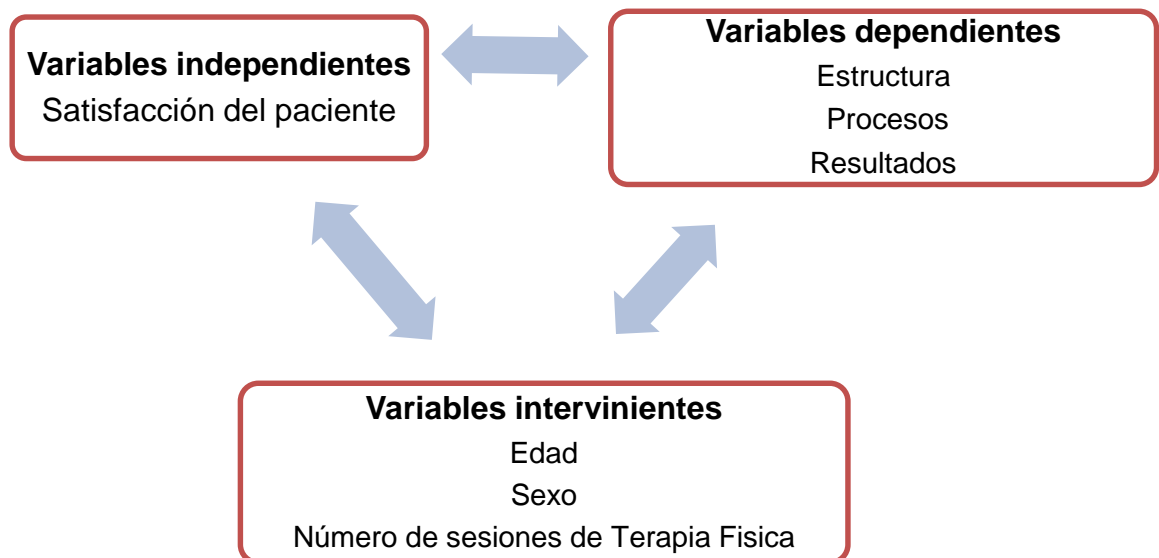 Variables independientes
Satisfacción del paciente
Variables dependientes
Estructura
Procesos
Resultados
Variables intervinientes
Edad
Sexo
Número de sesiones de Terapia Fisica